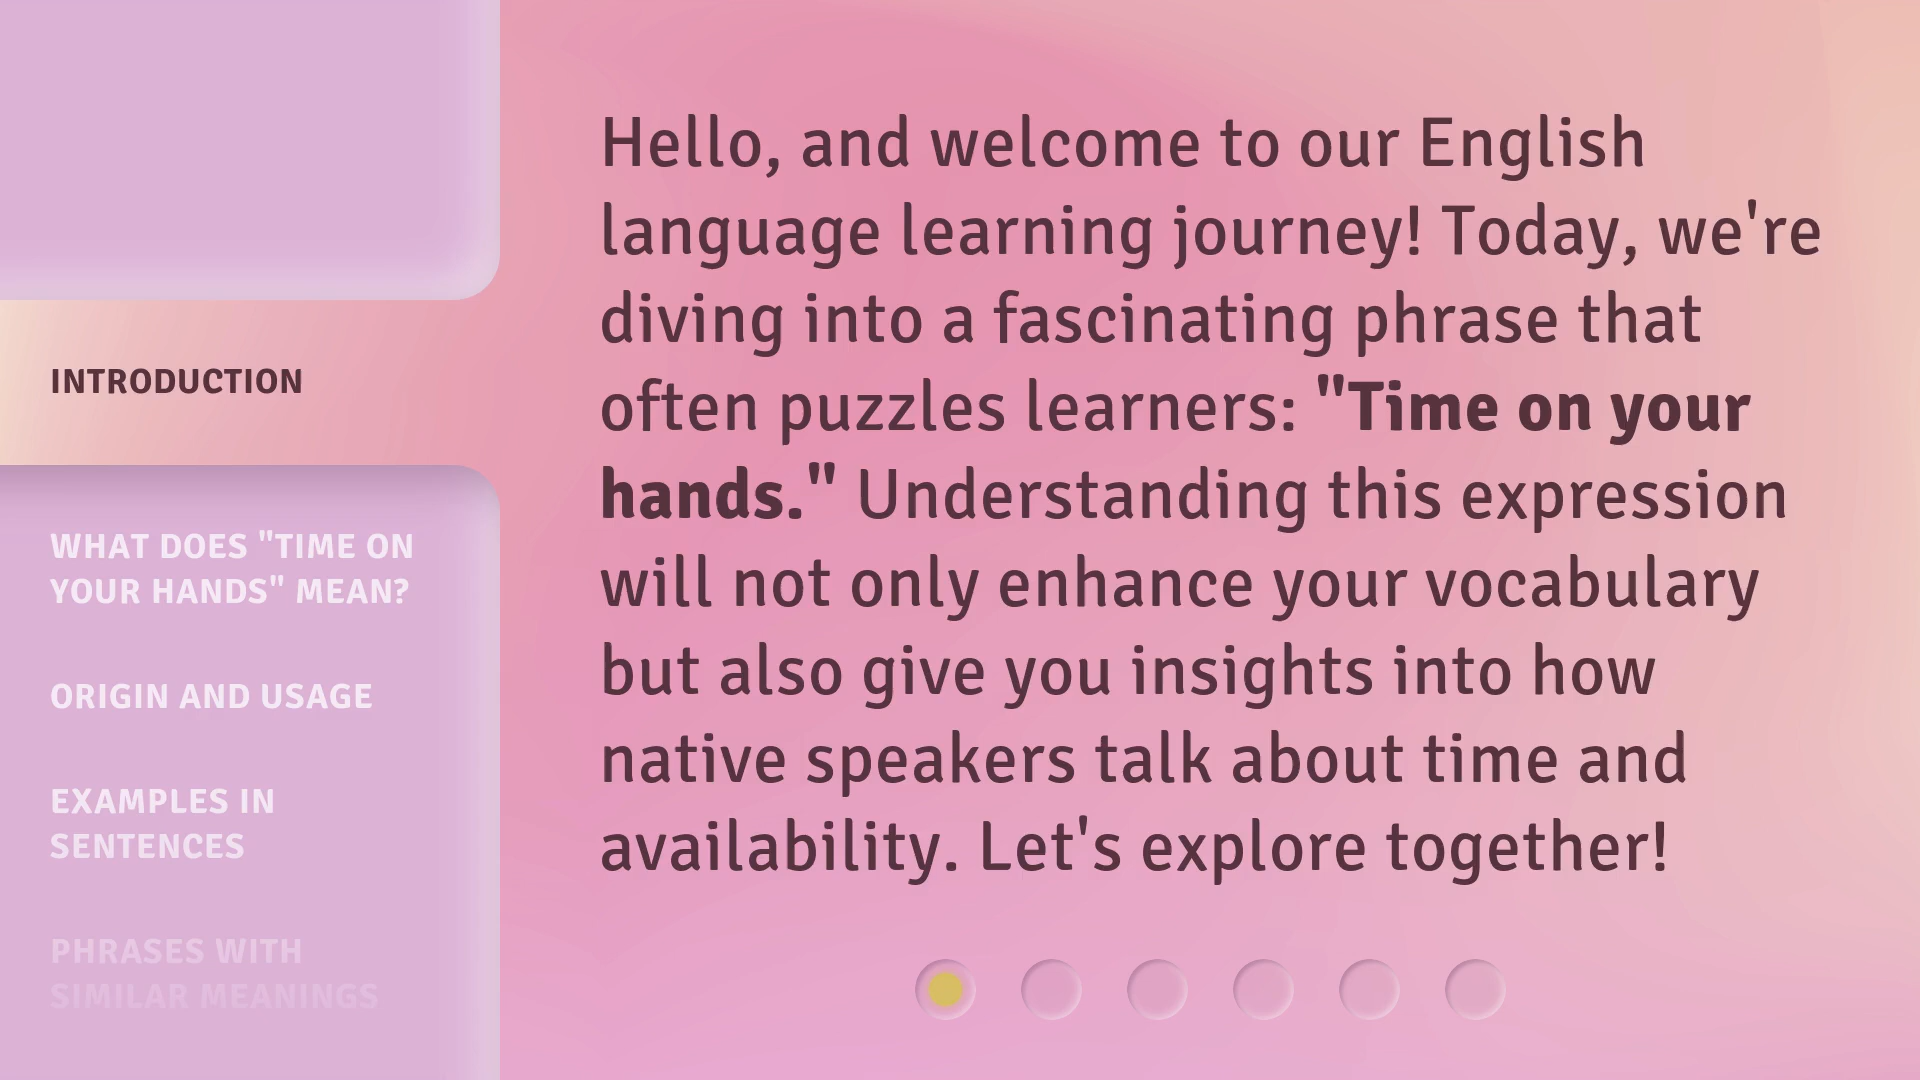 INTRODUCTION
WHAT DOES "TIME ON
YOUR HANDS" MEAN?
ORIGIN AND USAGE
EXAMPLES IN
SENTENCES
PHRASES WITH
SIMILAR MEANINGS
Hello, and welcome to our English
language learning journey! Today, we're
diving into a fascinating phrase that
often puzzles learners: "Time on your
hands." Understanding this expression
will not only enhance your vocabulary
but also give you insights into how
native speakers talk about time and
availability. Let's explore together!